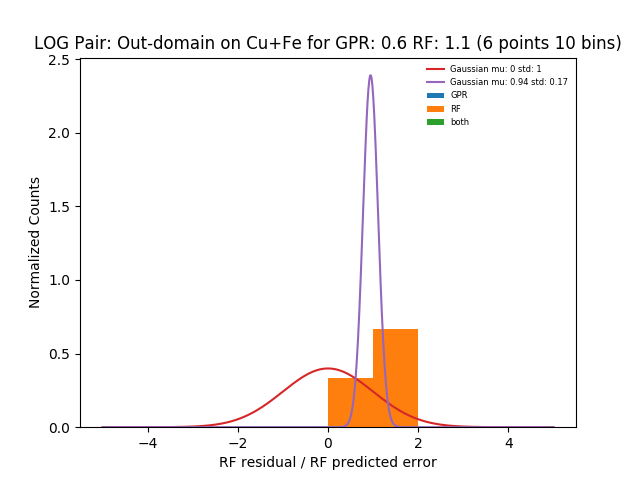 LOG Pair: Out-domain on Cu+Fe for GPR: 0.6 RF: 1.1 (6 points 10 bins)
Gaussian mu: 0 std: 1
Gaussian mu: 0.94 std: 0.17
GPR
RF
both
Normalized Counts
2.5
2.0
1.5
1.0
0.5
0.0
−4 −2 0 2 4
RF residual / RF predicted error